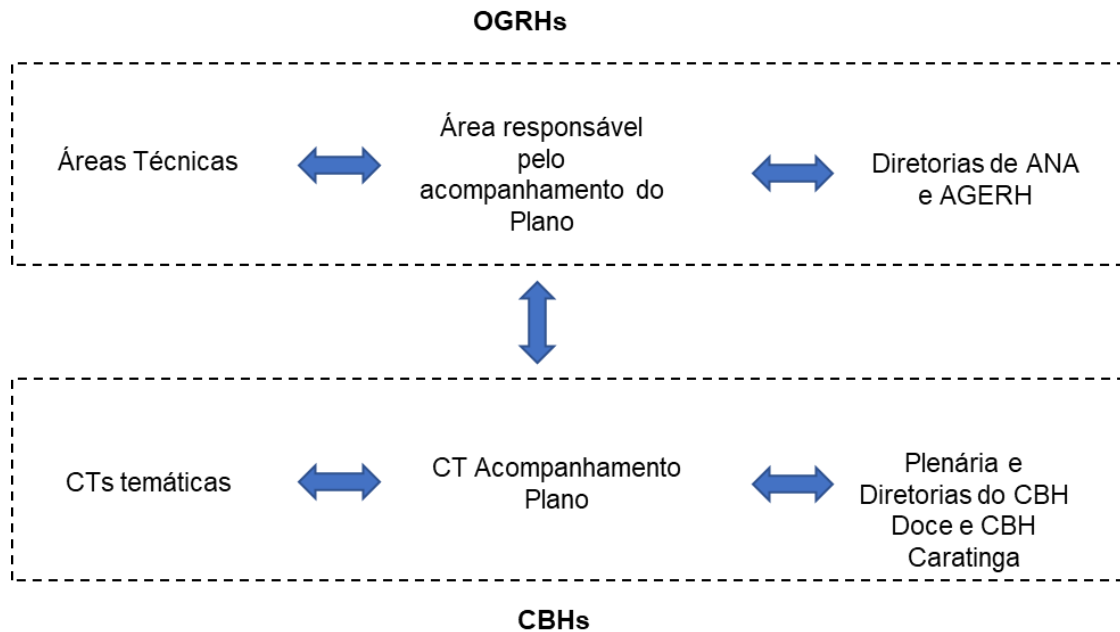 OGRHs
Áreas Técnicas
Área responsável
pelo
acompanhamento do
Plano
Diretorias de ANA
e AGERH
CTs temáticas
CT Acompanhamento
Plano
Plenária e
Diretorias do CBH
Doce e CBH
Caratinga
CBHs